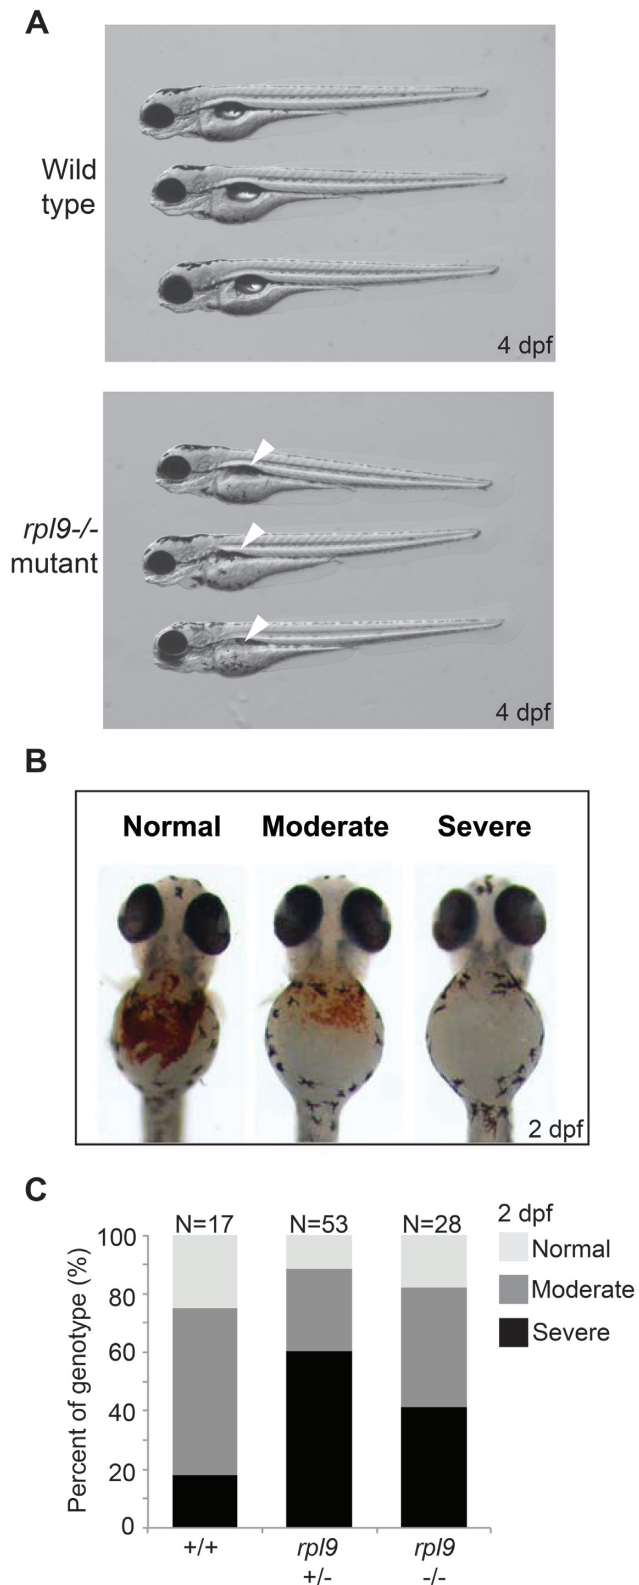 A
Wild
type
4 dpf
rpl9-/-
mutant
4 dpf
B
Normal Moderate Severe
2 dpf
C
N=17 N=53 N=28
2 dpf
Normal
Moderate
Severe
Percent of genotype (%)
100
80
60
40
20
0
+/+ rpl9 rpl9
+/- -/-